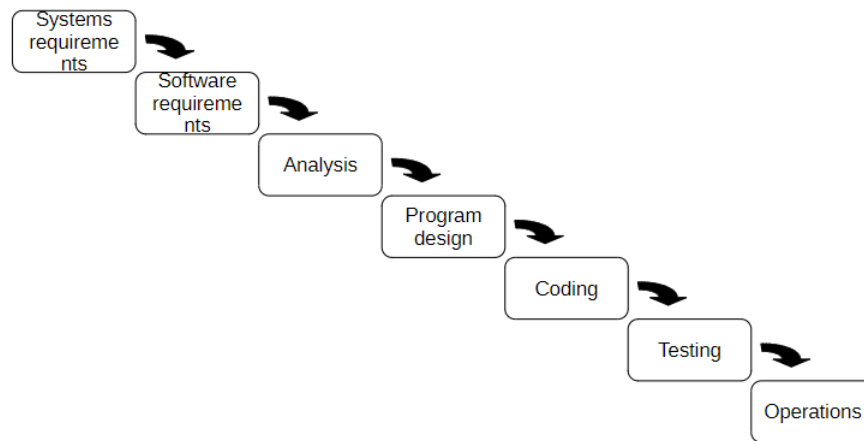 Systems
requireme
nts
Software
requireme
nts
Analysis
Program
design
Coding
Testing
Operations